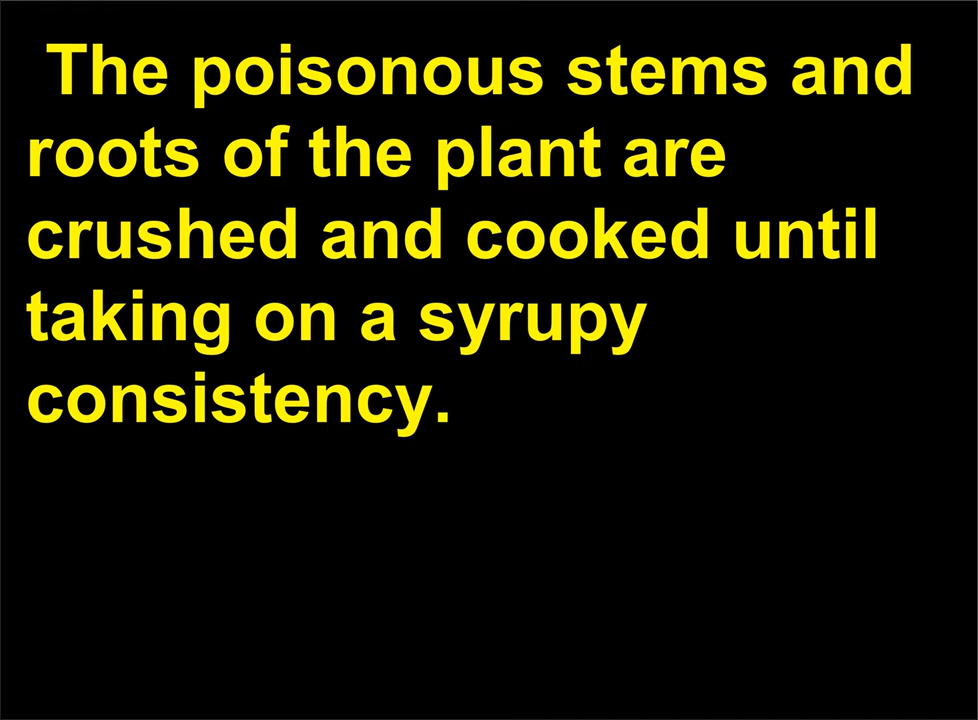 The poisonous stems and
roots of the plant are
crushed and cooked until
taking on a syrupy
consistency.